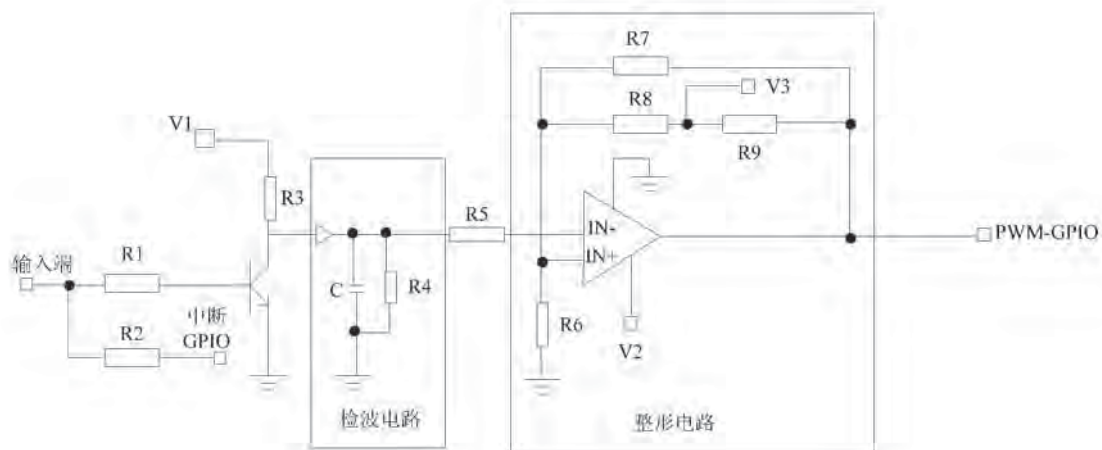 R7
V3
R8
R9
V1
R3
R5
IN-
IN+
PWM-GPIO
输入端
R1
C
R4
中断
GPIO
R2
R6
V2
检波电路
整形电路